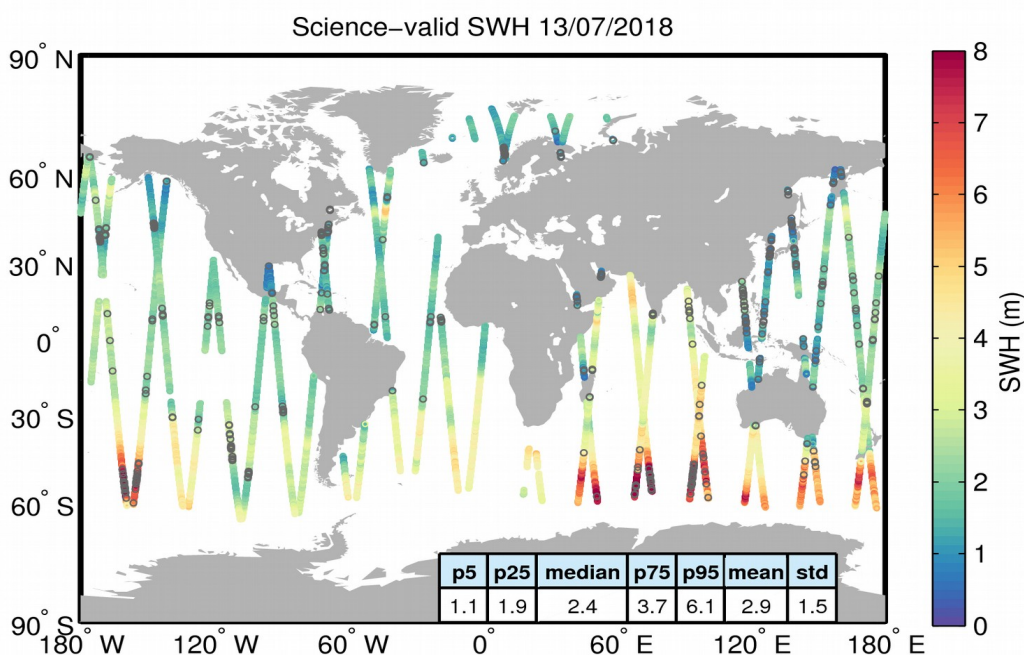 Science−valid SWH 13/07/2018
90° N
60° N
30° N
0°
30° S
60° S
90° S
180° W
120° W
60° W
0°
60° E
120° E
180° E
p5 p25 median p75 p95 mean std
1.1 1.9 2.4 3.7 6.1 2.9 1.5
8
7
6
5
4
3
2
1
0
SWH (m)